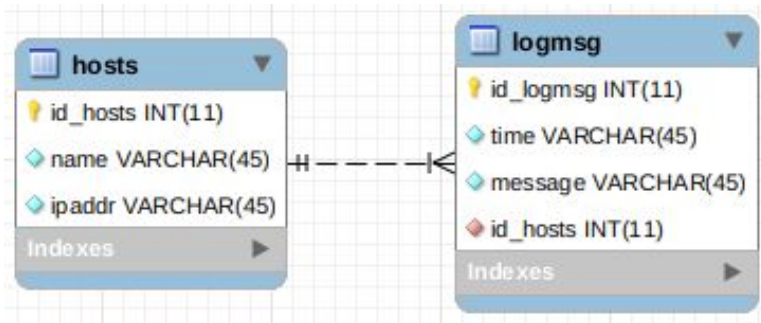 hosts
id_hosts INT(11)
name VARCHAR(45)
ipaddr VARCHAR(45)
Indexes
logmsg
id_logmsg INT(11)
time VARCHAR(45)
message VARCHAR(45)
id_hosts INT(11)
Indexes